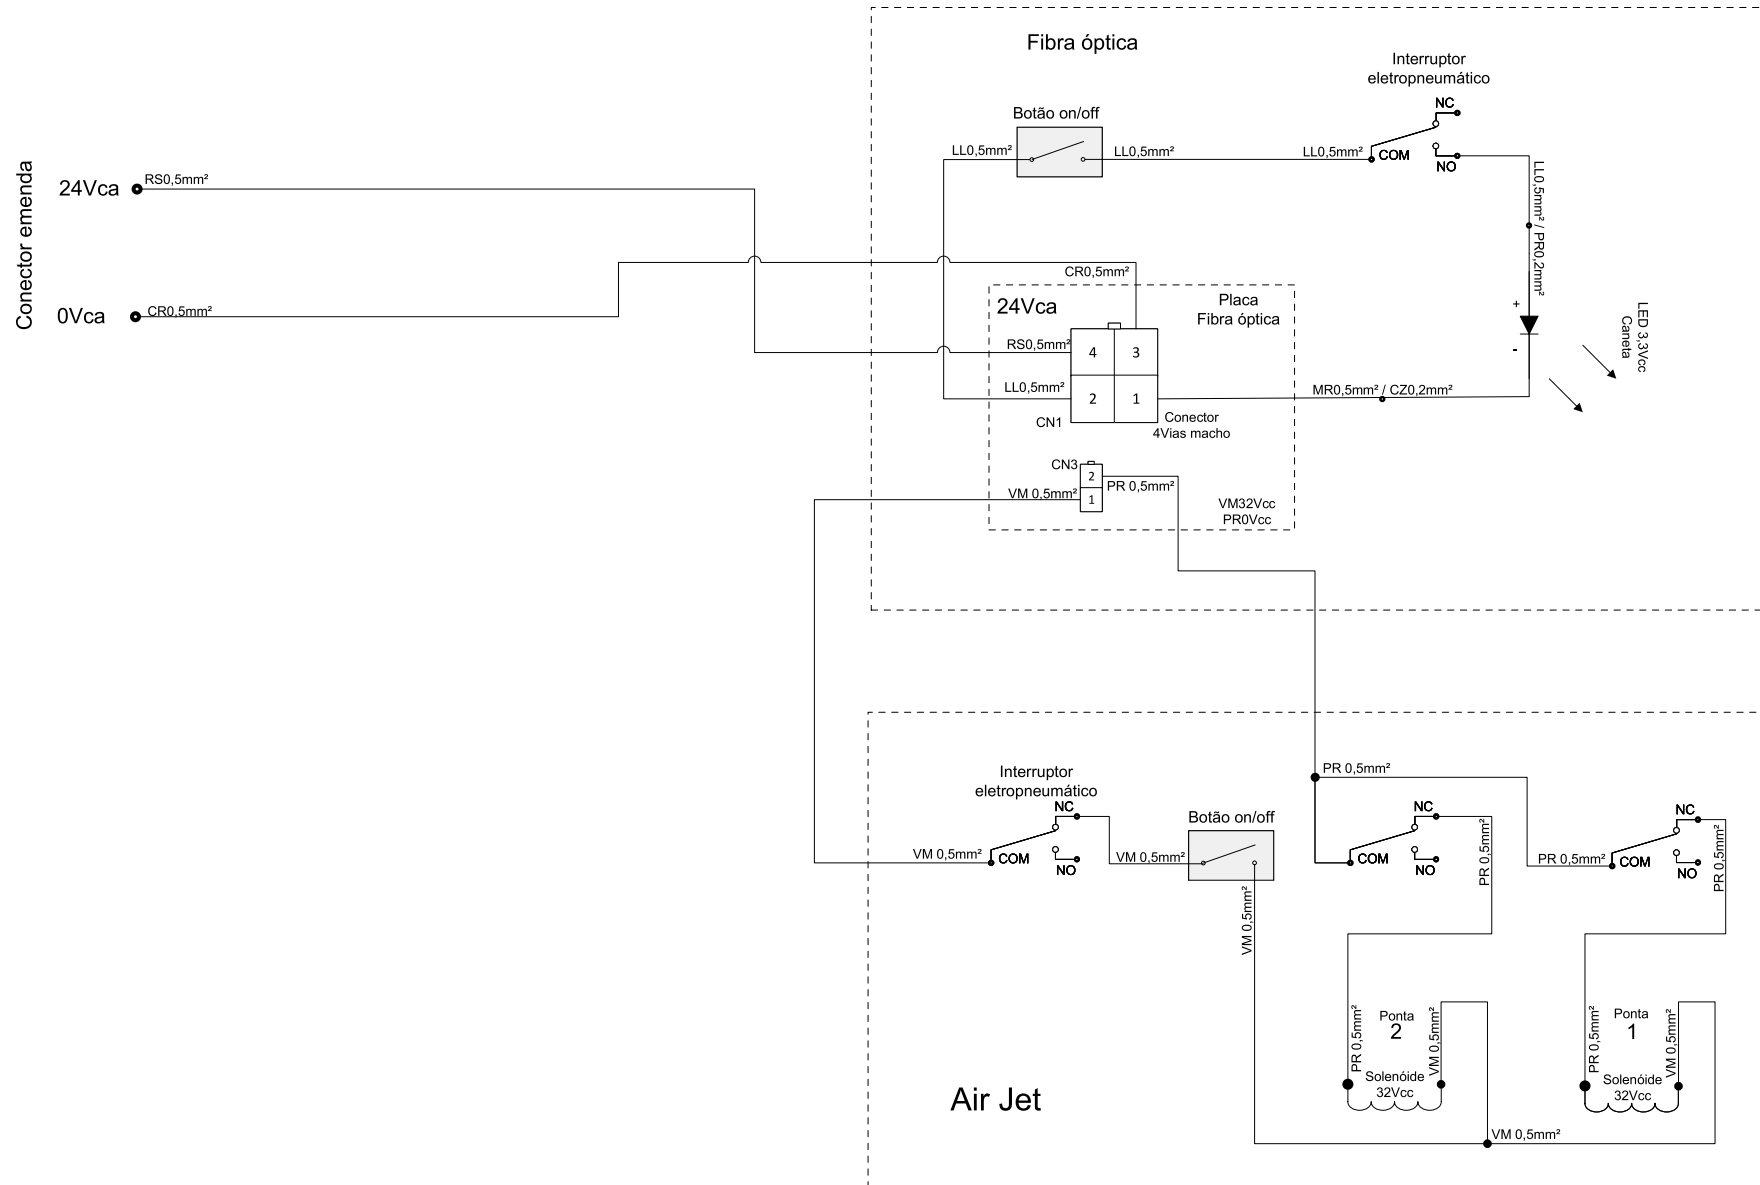 Fibra óptica
Interruptor
eletropneumático
NC
COM
NO
Botão on/off
LL0,5mm²
LL0,5mm²
LL0,5mm²
Conector emenda
24Vca
RS0,5mm²
0Vca
CR0,5mm²
LL0,5mm² / PR0,2mm²
CR0,5mm²
24Vca
Placa
Fibra óptica
+
-
LED 3,3Vcc
Caneta
RS0,5mm²
4
3
LL0,5mm²
2
1
MR0,5mm² / CZ0,2mm²
CN1
Conector
4Vias macho
CN3
2
PR 0,5mm²
VM 0,5mm²
1
VM32Vcc
PR0Vcc
Interruptor
eletropneumático
NC
VM 0,5mm²
COM
NO
VM 0,5mm²
Botão on/off
VM 0,5mm²
PR 0,5mm²
NC
COM
NO
PR 0,5mm²
PR 0,5mm²
NC
COM
NO
PR 0,5mm²
PR 0,5mm²
Ponta
2
VM 0,5mm²
Solenóide
32Vcc
PR 0,5mm²
Ponta
1
VM 0,5mm²
Solenóide
32Vcc
Air Jet
VM 0,5mm²